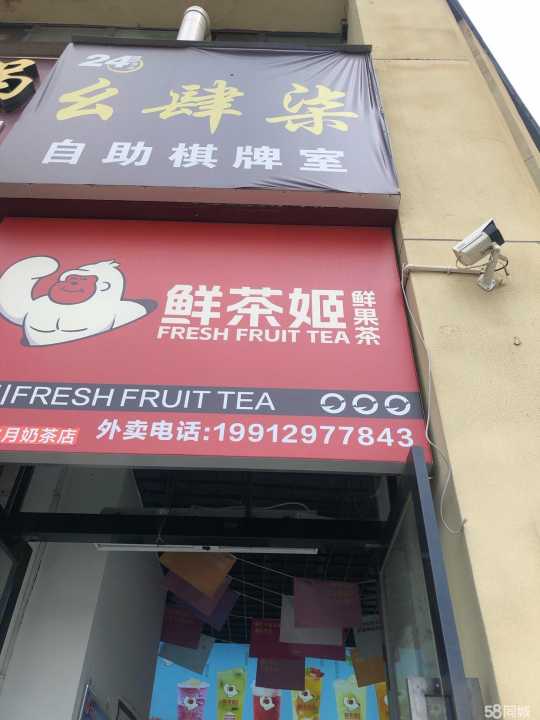 24
幺肆柒
自助棋牌室
鲜茶姬
鲜果茶
FRESH FRUIT TEA
FRESH FRUIT TEA
月奶茶店
外卖电话:19912977843
58同城